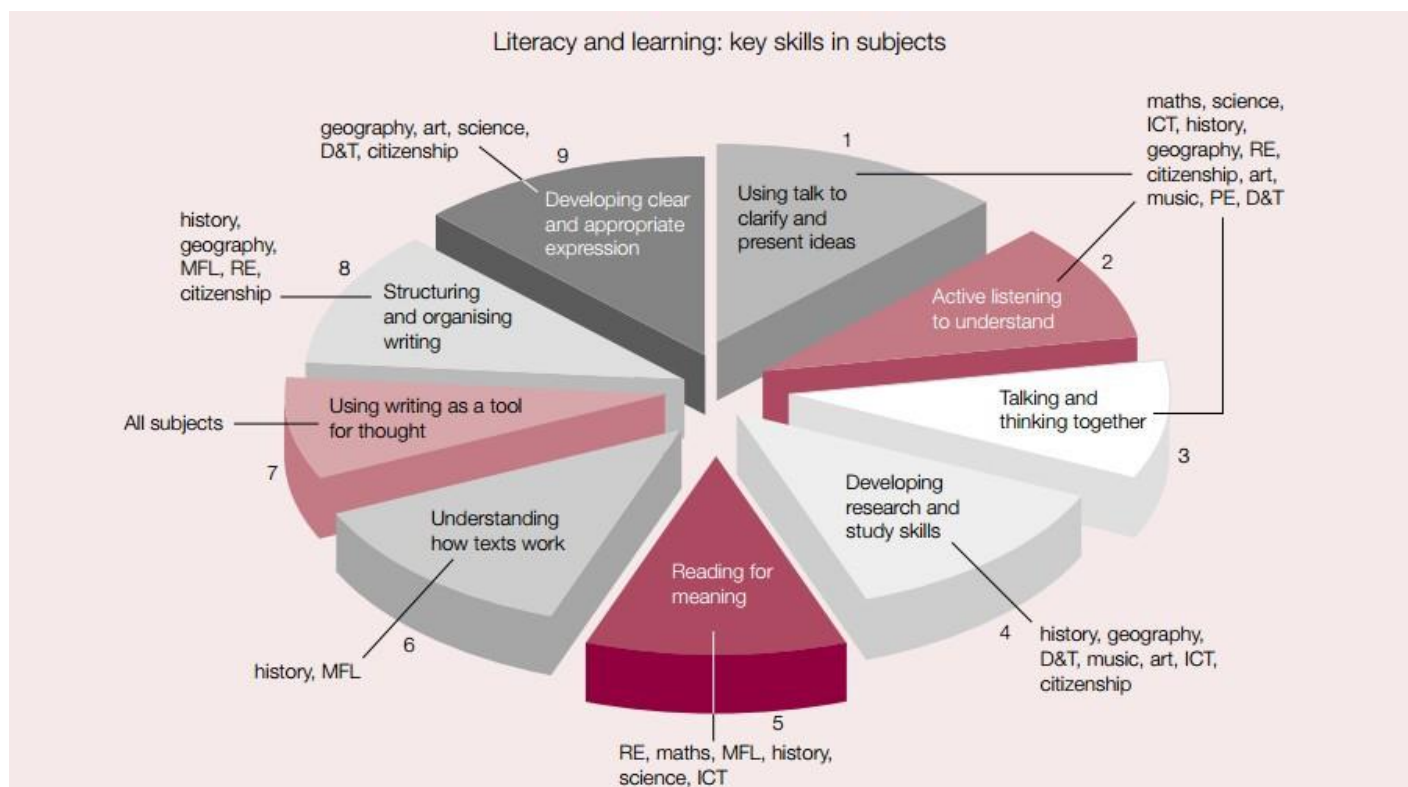 Literacy and learning: key skills in subjects
1
Using talk to
clarify and
present ideas
maths, science,
ICT, history,
geography, RE,
citizenship, art,
music, PE, D&T
2
Active listening
to understand
3
Talking and
thinking together
4
Developing
research and
study skills
history, geography,
D&T, music, art, ICT,
citizenship
5
Reading for
meaning
RE, maths, MFL, history,
science, ICT
6
Understanding
how texts work
history, MFL
7
Using writing as a tool
for thought
All subjects
8
Structuring
and organising
writing
history,
geography,
MFL, RE,
citizenship
9
Developing clear
and appropriate
expression
geography, art, science,
D&T, citizenship